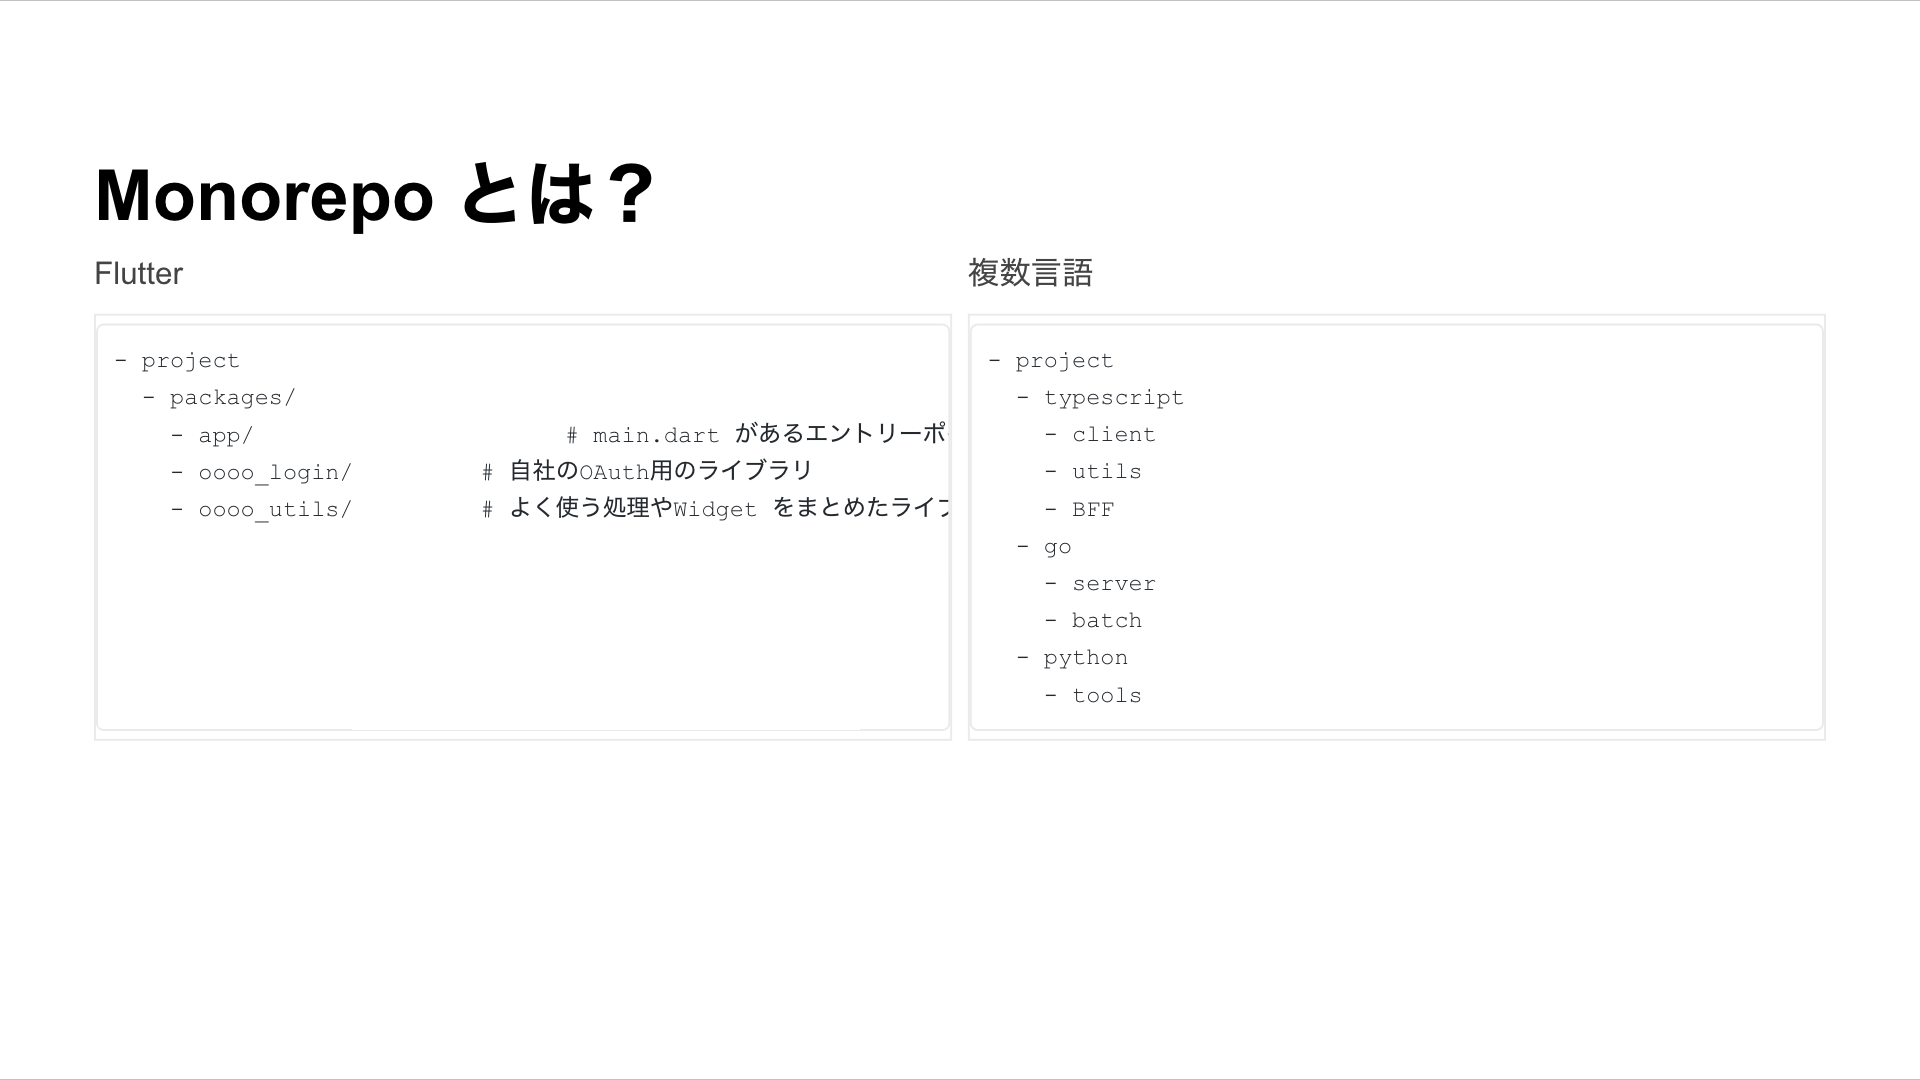 Monorepo とは？
Flutter
- project
- packages/
- app/ # main.dart があるエントリーポ
- oooo_login/ # 自社のOAuth用のライブラリ
- oooo_utils/ # よく使う処理やWidget をまとめたライブ
複数言語
- project
- typescript
- client
- utils
- BFF
- go
- server
- batch
- python
- tools